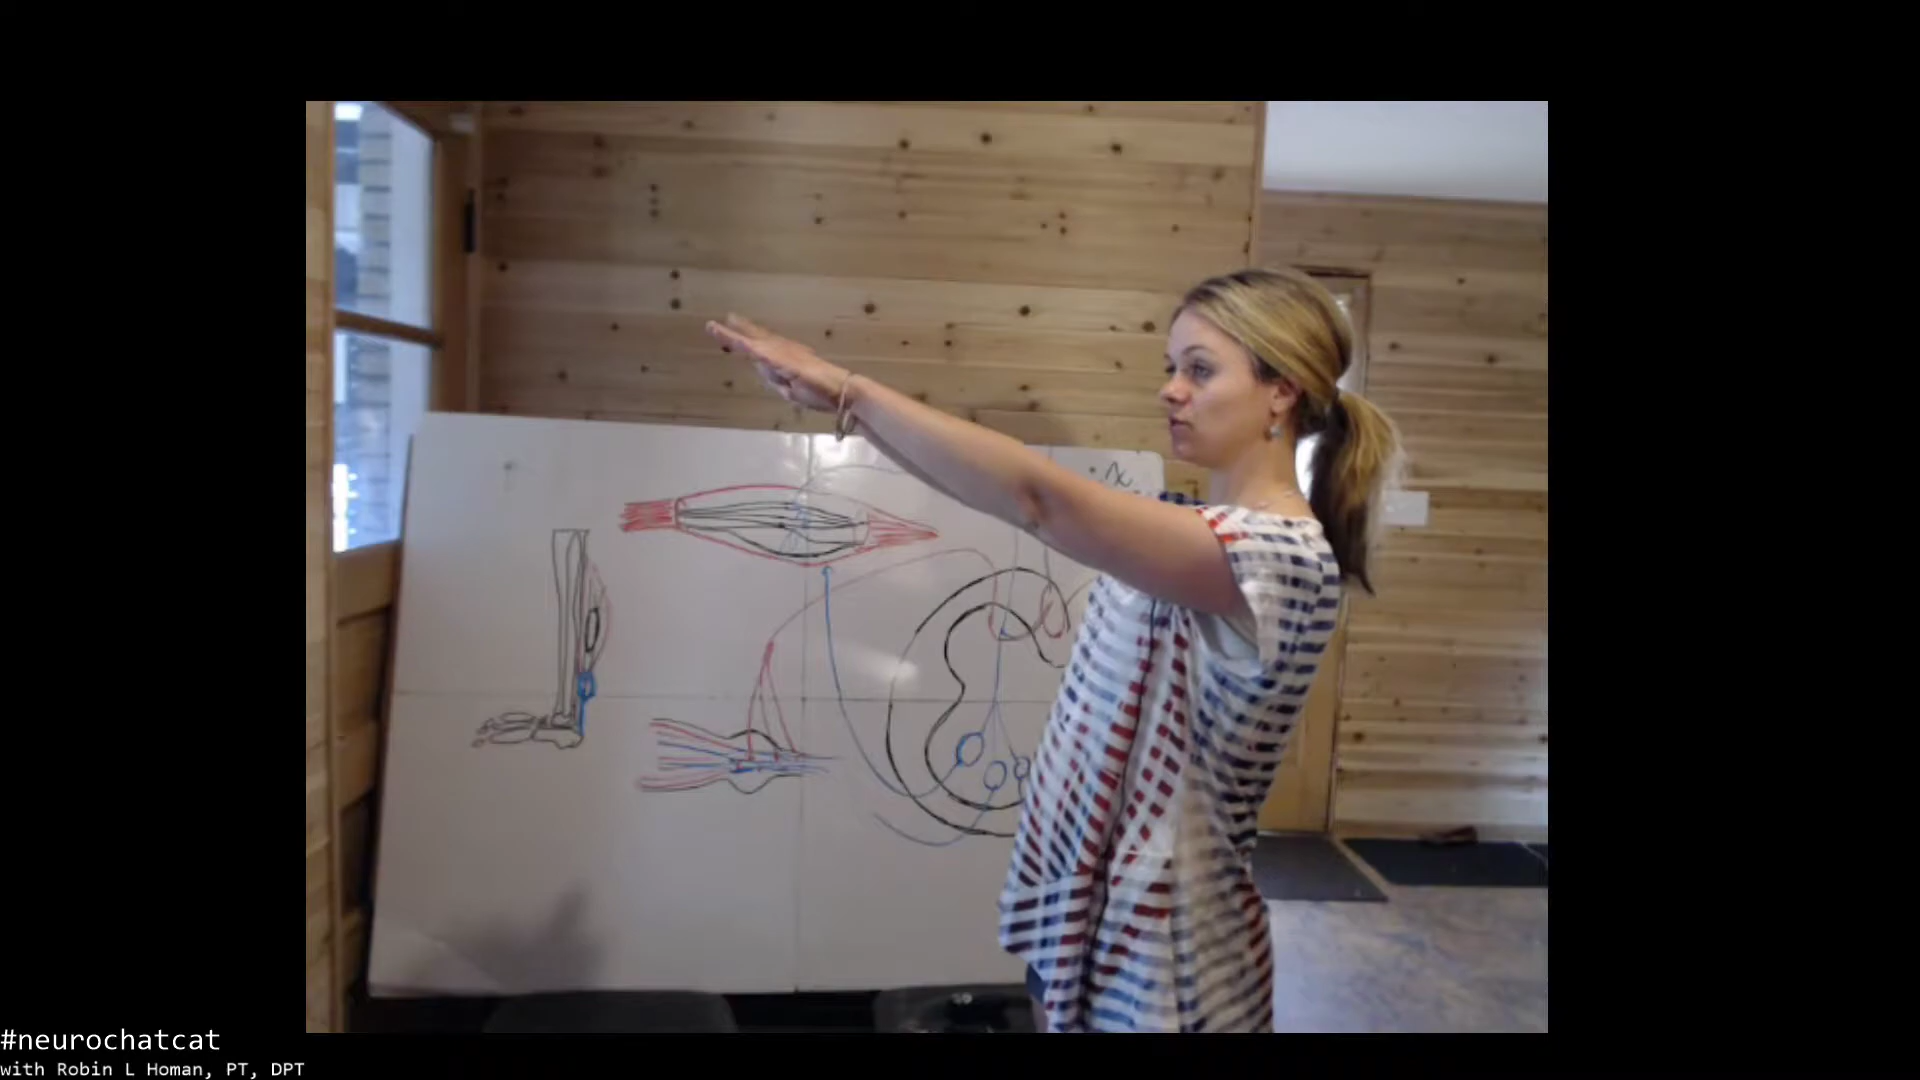 #neurochatcat
with Robin L Homan, PT, DPT